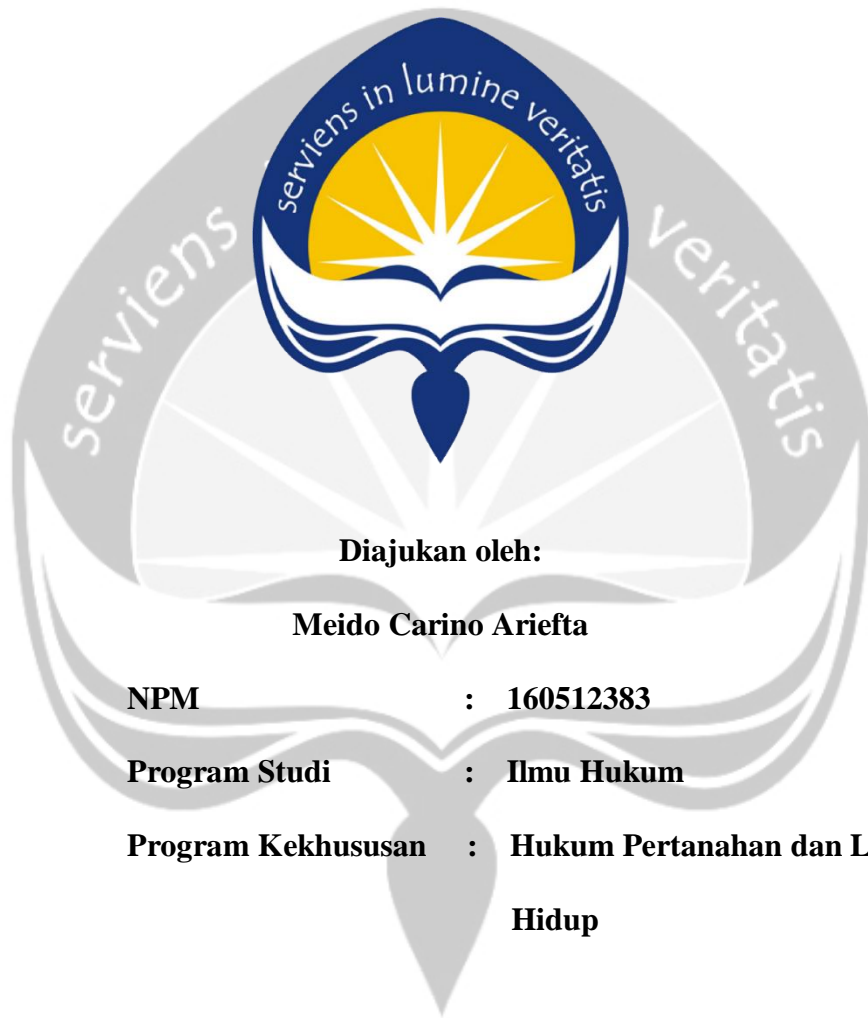 serviens in lumine veritatis
serviens veritatis
Diajukan oleh:
Meido Carino Ariefta
NPM : 160512383
Program Studi : Ilmu Hukum
Program Kekhususan : Hukum Pertanahan dan L
Hidup